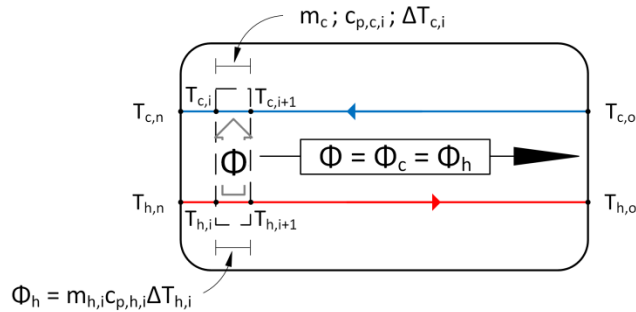 m_c ; c_p,c,i ; ΔT_c,i
T_c,i T_c,i+1
T_c,n T_c,o
Φ Φ = Φ_c = Φ_h
T_h,n T_h,o
T_h,i T_h,i+1
Φ_h = m_h,i c_p,h,i ΔT_h,i